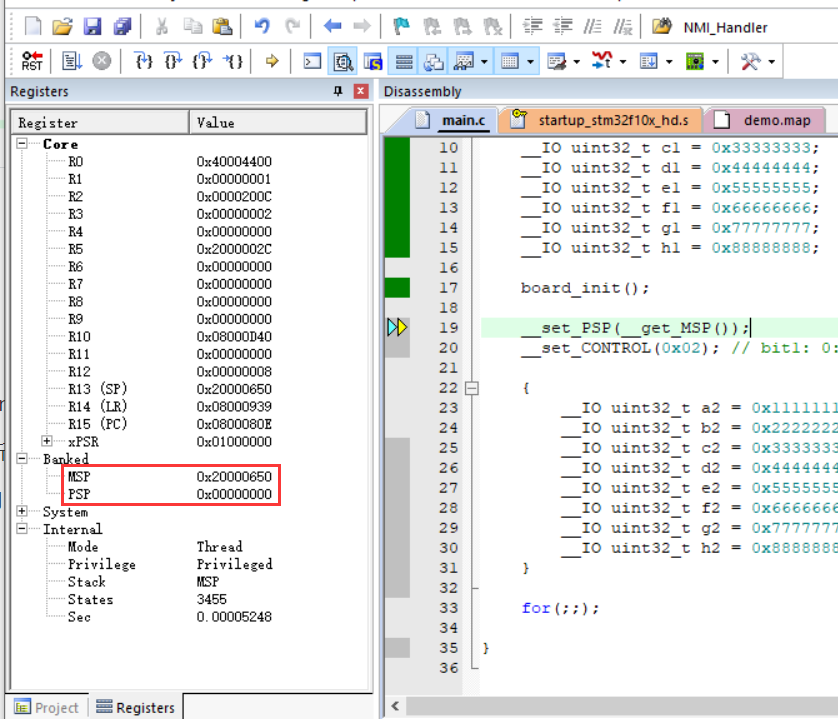 NMI_Handler
RST
Registers
Disassembly
Register Value
Core
R0 0x40004400
R1 0x00000001
R2 0x0000200C
R3 0x00000002
R4 0x00000000
R5 0x2000002C
R6 0x00000000
R7 0x00000000
R8 0x00000000
R9 0x00000000
R10 0x08000D40
R11 0x00000000
R12 0x00000008
R13 (SP) 0x20000650
R14 (LR) 0x08000939
R15 (PC) 0x0800080E
xPSR 0x01000000
Banked
MSP 0x20000650
PSP 0x00000000
System
Internal
Mode Thread
Privilege Privileged
Stack MSP
States 3455
Sec 0.00005248
Project Registers
main.c startup_stm32f10x_hd.s demo.map
10 __IO uint32_t c1 = 0x33333333;
11 __IO uint32_t d1 = 0x44444444;
12 __IO uint32_t e1 = 0x55555555;
13 __IO uint32_t f1 = 0x66666666;
14 __IO uint32_t g1 = 0x77777777;
15 __IO uint32_t h1 = 0x88888888;
16
17 board_init();
18
19 __set_PSP(__get_MSP());
20 __set_CONTROL(0x02); // bit1: 0:
21
22 {
23 __IO uint32_t a2 = 0x1111111
24 __IO uint32_t b2 = 0x2222222
25 __IO uint32_t c2 = 0x3333333
26 __IO uint32_t d2 = 0x4444444
27 __IO uint32_t e2 = 0x5555555
28 __IO uint32_t f2 = 0x6666666
29 __IO uint32_t g2 = 0x7777777
30 __IO uint32_t h2 = 0x8888888
31 }
32
33 for(;;);
34
35 }
36